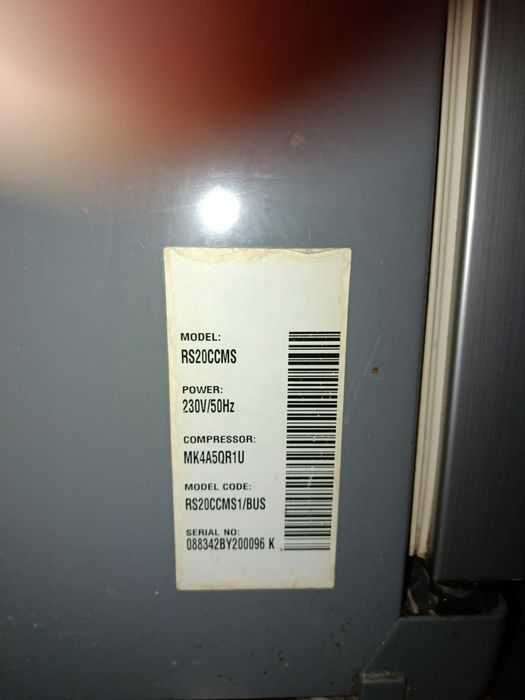 MODEL:
RS20CCMS
POWER:
230V/50Hz
COMPRESSOR:
MK4A5QR1U
MODEL CODE:
RS20CCMS1/BUS
SERIAL NO:
088342BY200096 K